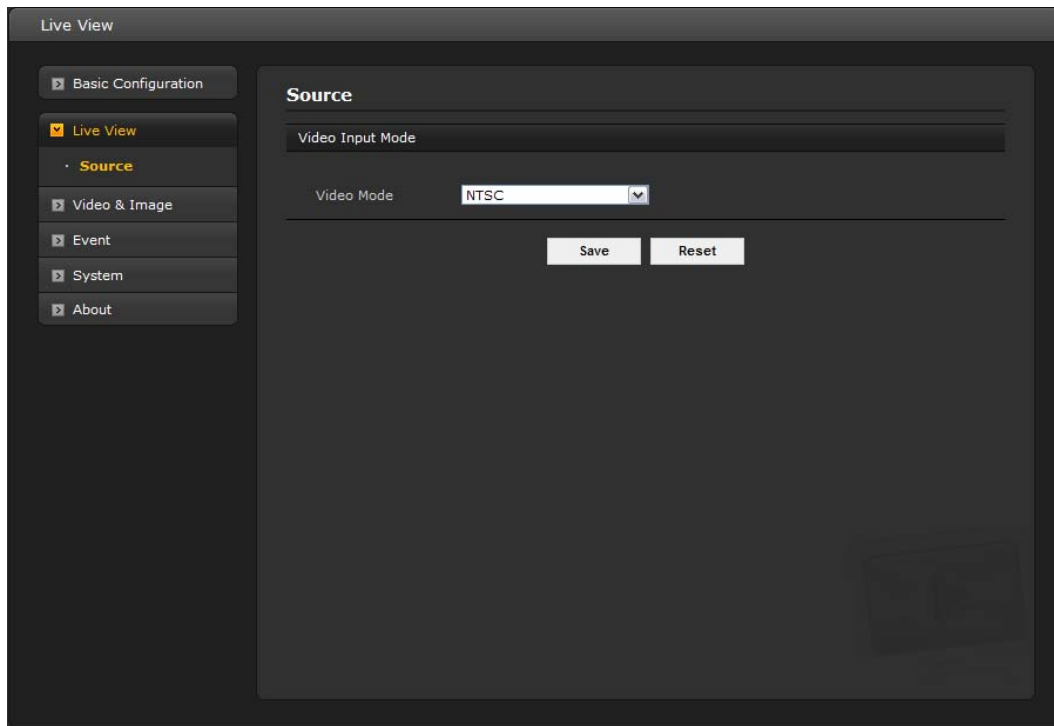 Live View
Basic Configuration
Live View
· Source
Video & Image
Event
System
About
Source
Video Input Mode
Video Mode NTSC
Save Reset